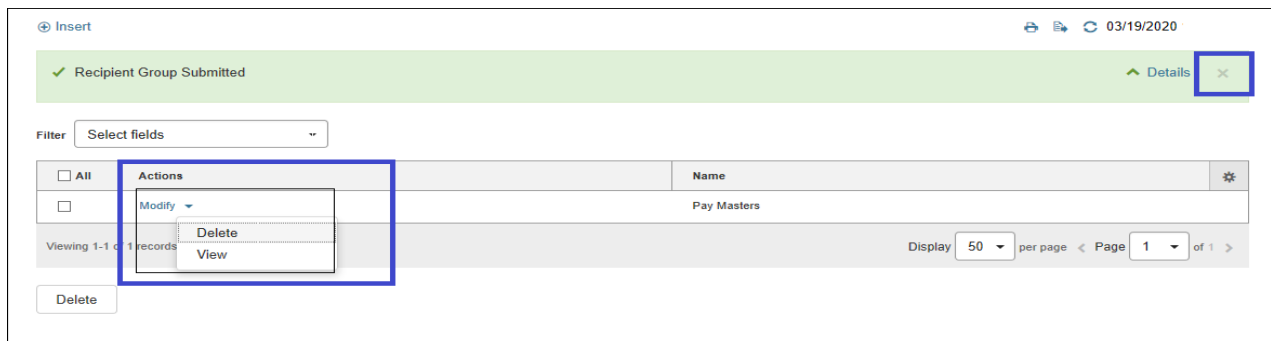 Insert 03/19/2020
Recipient Group Submitted Details
Filter Select fields
All Actions Name
Modify Pay Masters
Delete
Viewing 1-1 of 1 records Display 50 per page Page 1 of 1
View
Delete